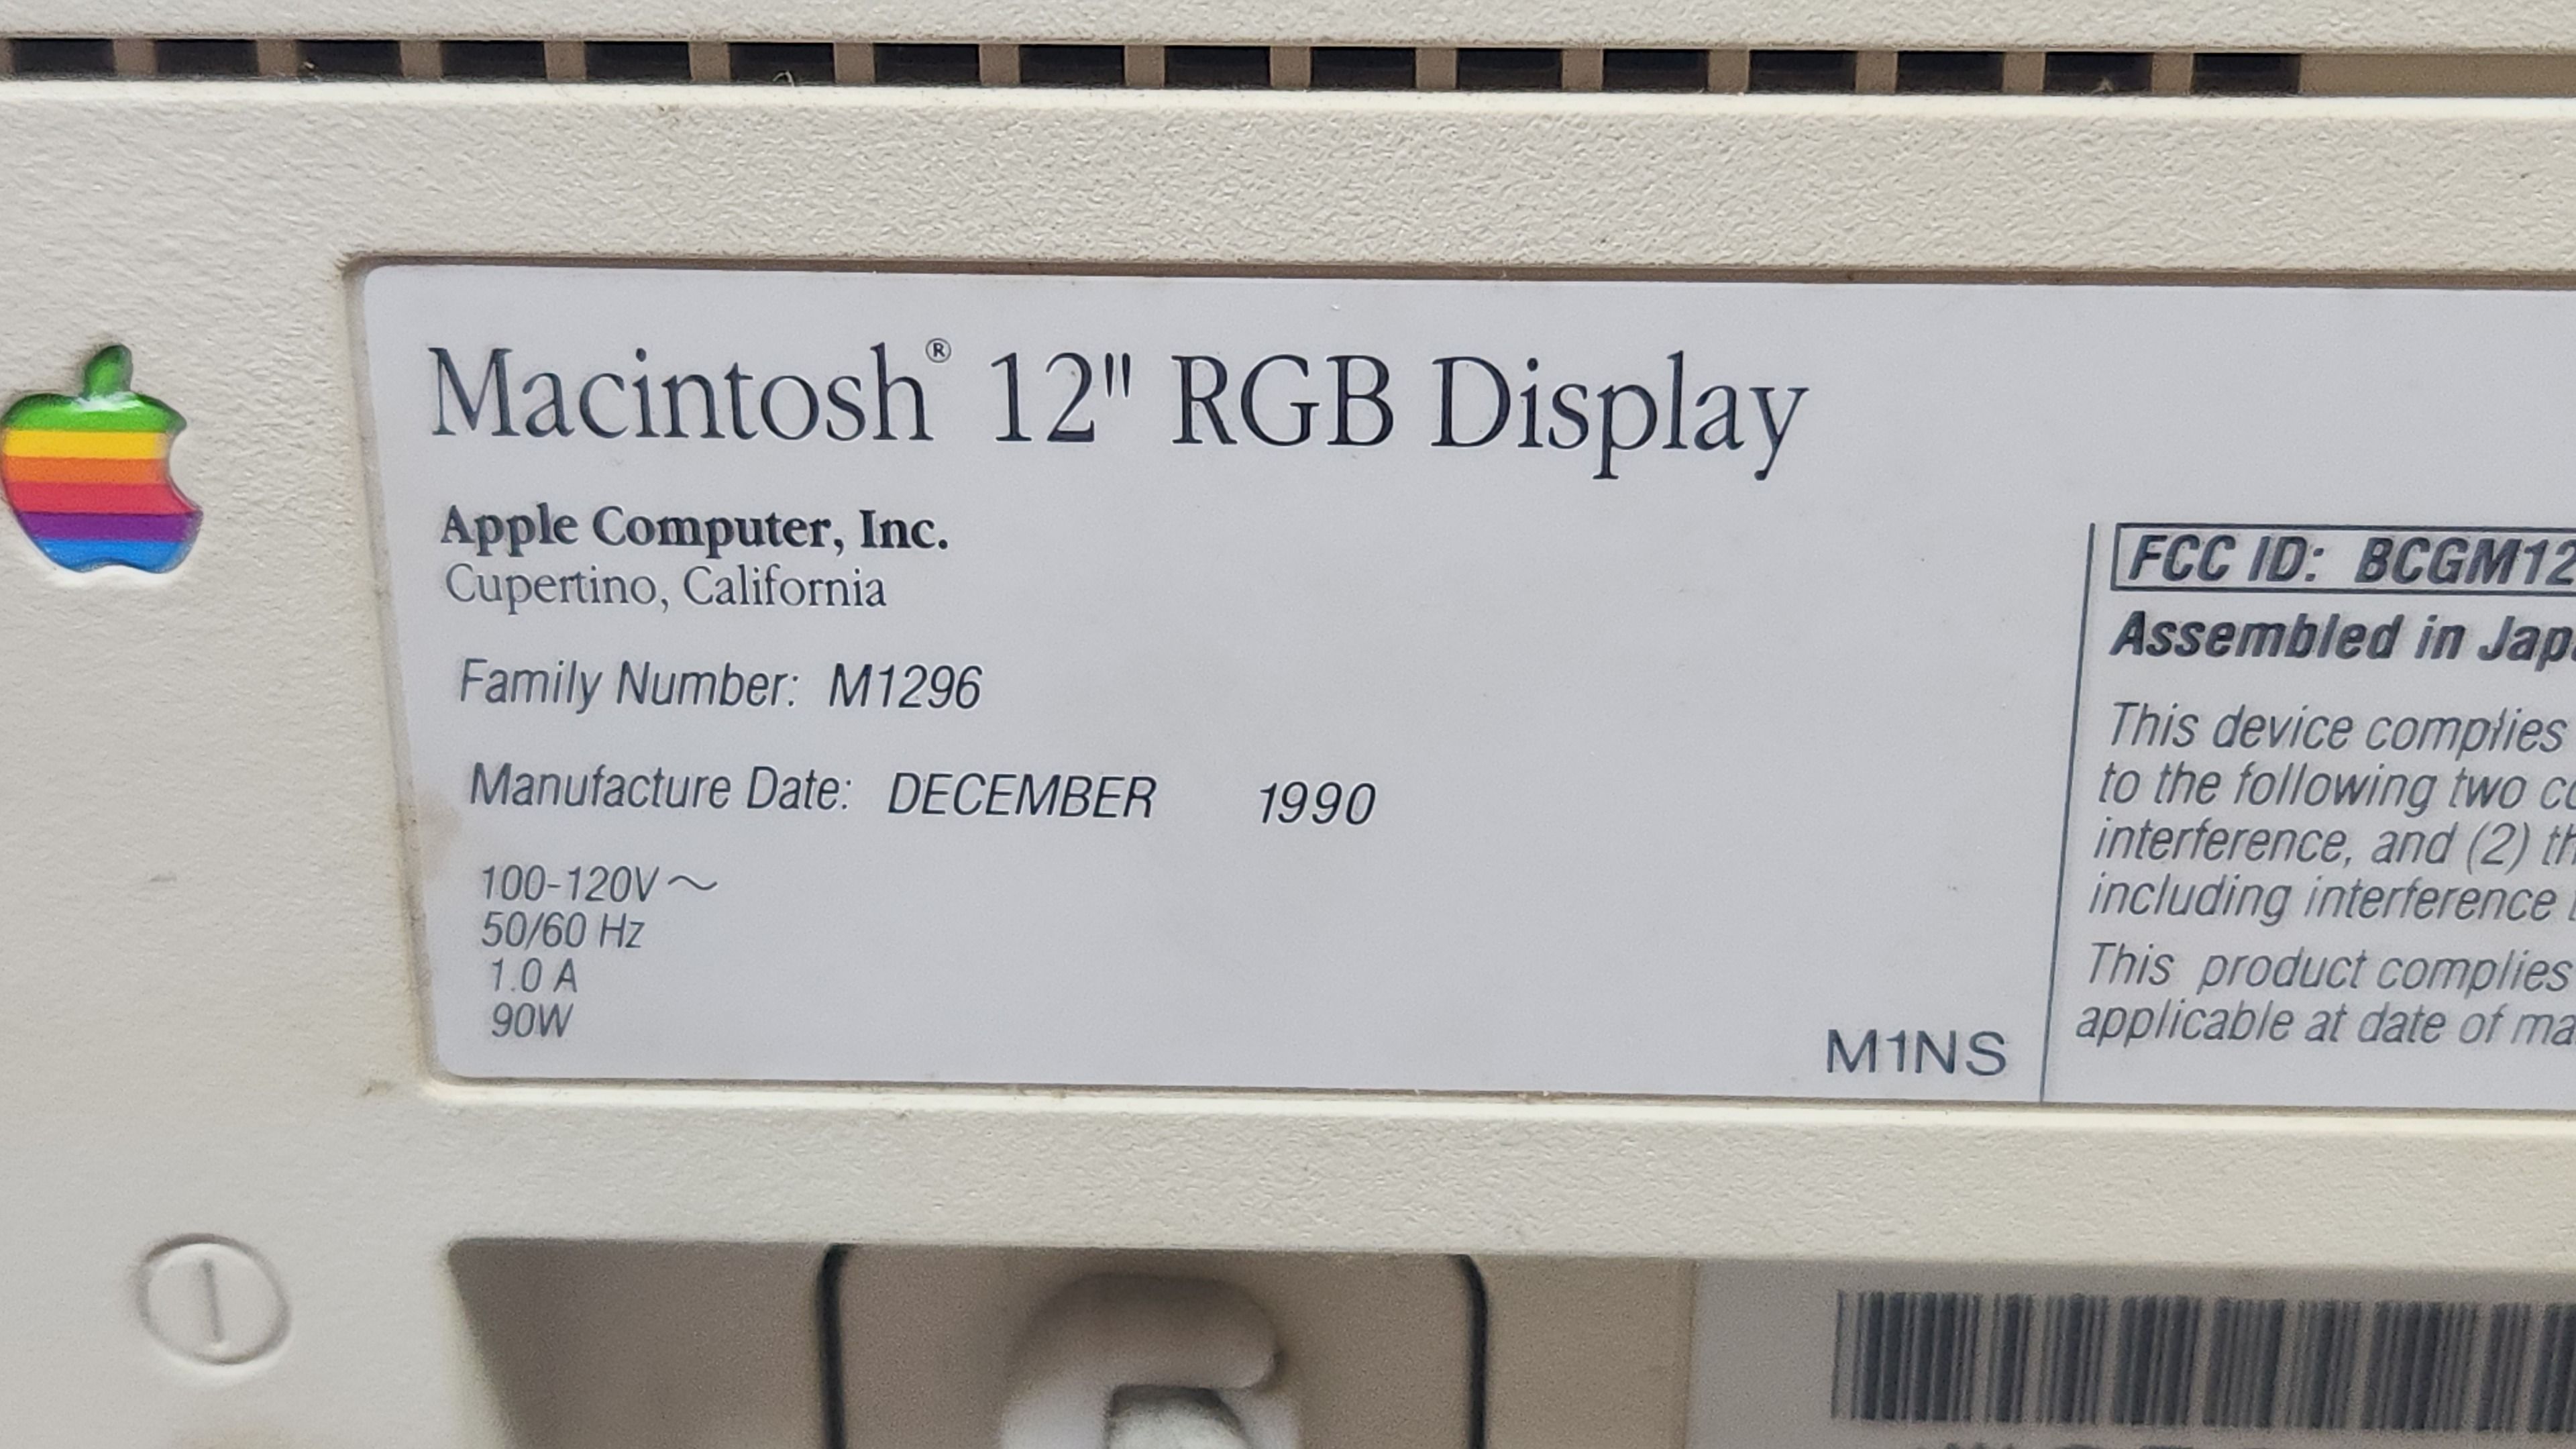 Macintosh® 12" RGB Display
Apple Computer, Inc.
Cupertino, California
Family Number: M1296
Manufacture Date: DECEMBER 1990
100-120V ~
50/60 Hz
1.0 A
90W
M1NS
FCC ID: BCGM12
Assembled in Jap
This device complies
to the following two
interference, and (2)
including interference
This product complies
applicable at date of